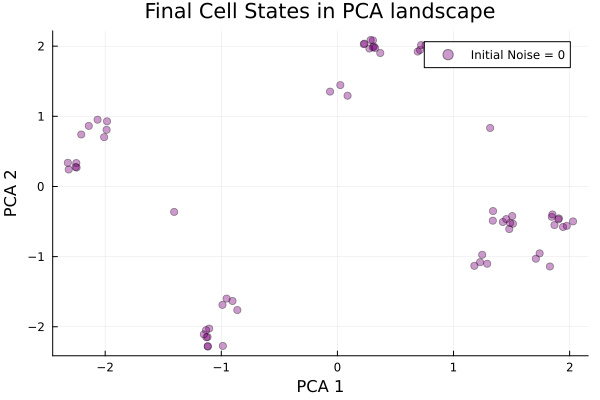 Final Cell States in PCA landscape
Initial Noise = 0
PCA 2
2
1
0
−1
−2
−2
−1
0
1
2
PCA 1